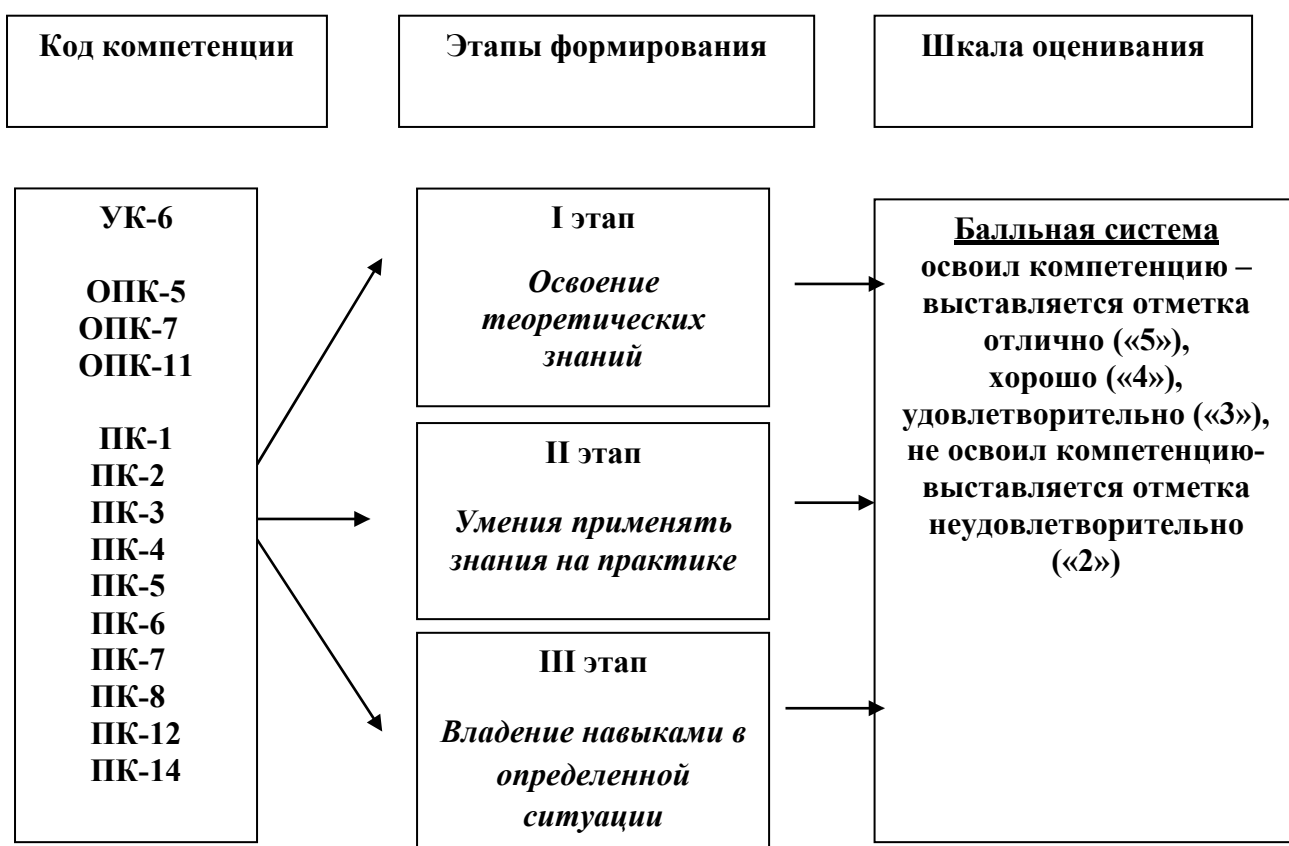 Код компетенции
Этапы формирования
Шкала оценивания
УК-6
ОПК-5
ОПК-7
ОПК-11
ПК-1
ПК-2
ПК-3
ПК-4
ПК-5
ПК-6
ПК-7
ПК-8
ПК-12
ПК-14
I этап
Освоение
теоретических
знаний
II этап
Умения применять
знания на практике
III этап
Владение навыками в
определенной
ситуации
Балльная система
освоил компетенцию –
выставляется отметка
отлично («5»),
хорошо («4»),
удовлетворительно («3»),
не освоил компетенцию-
выставляется отметка
неудовлетворительно
(«2»)